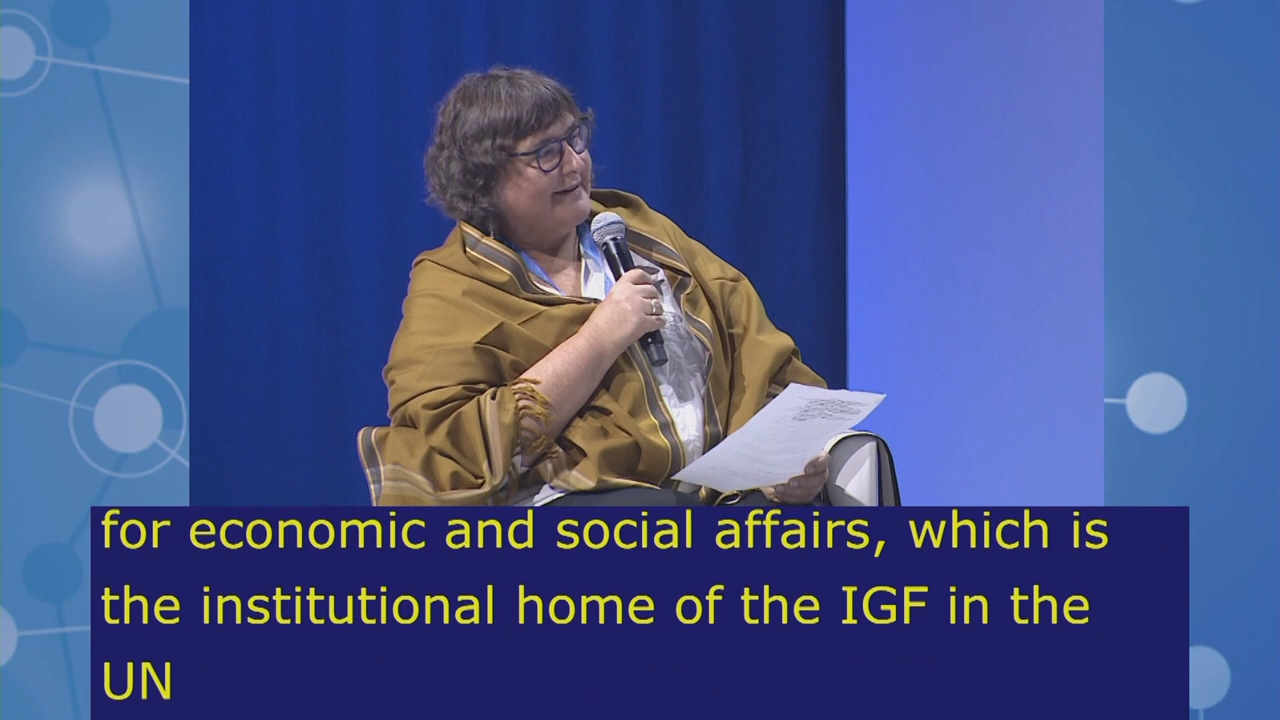 for economic and social affairs, which is
the institutional home of the IGF in the
UN